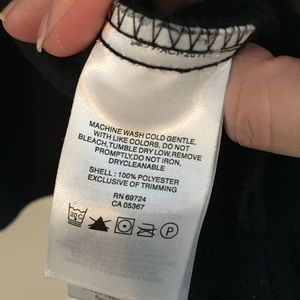 MACHINE WASH COLD GENTLE,
WITH LIKE COLORS, DO NOT
BLEACH,TUMBLE DRY LOW,REMOVE
PROMPTLY,DO NOT IRON,
DRYCLEANABLE
SHELL : 100% POLYESTER
EXCLUSIVE OF TRIMMING
RN 69724
CA 05367